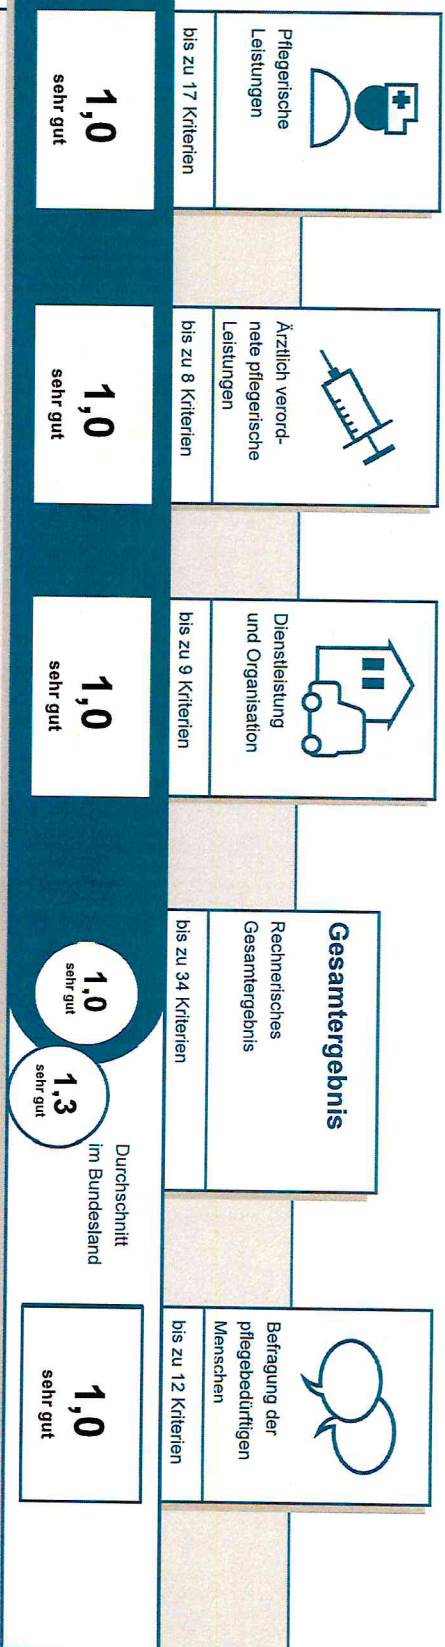 Pflegerische
Leistungen
bis zu 17 Kriterien
1,0
sehr gut
Ärztlich verord-
nete pflegerische
Leistungen
bis zu 8 Kriterien
1,0
sehr gut
Dienstleistung
und Organisation
bis zu 9 Kriterien
1,0
sehr gut
Gesamtergebnis
Rechnerisches
Gesamtergebnis
bis zu 34 Kriterien
1,0
sehr gut
1,3
sehr gut
Durchschnitt
im Bundesland
Befragung der
pflegebedürftigen
Menschen
bis zu 12 Kriterien
1,0
sehr gut